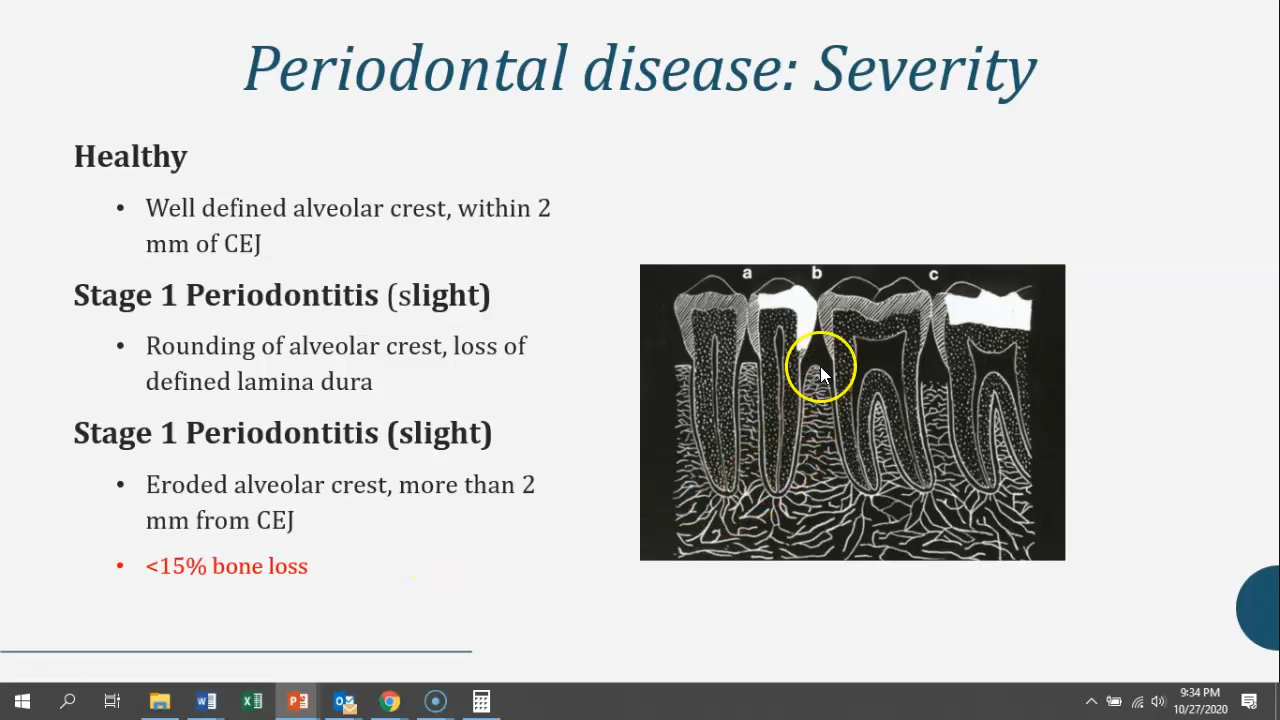 Periodontal disease: Severity
Healthy
• Well defined alveolar crest, within 2
mm of CEJ
Stage 1 Periodontitis (slight)
• Rounding of alveolar crest, loss of
defined lamina dura
Stage 1 Periodontitis (slight)
• Eroded alveolar crest, more than 2
mm from CEJ
• <15% bone loss
a b c
9:34 PM
10/27/2020